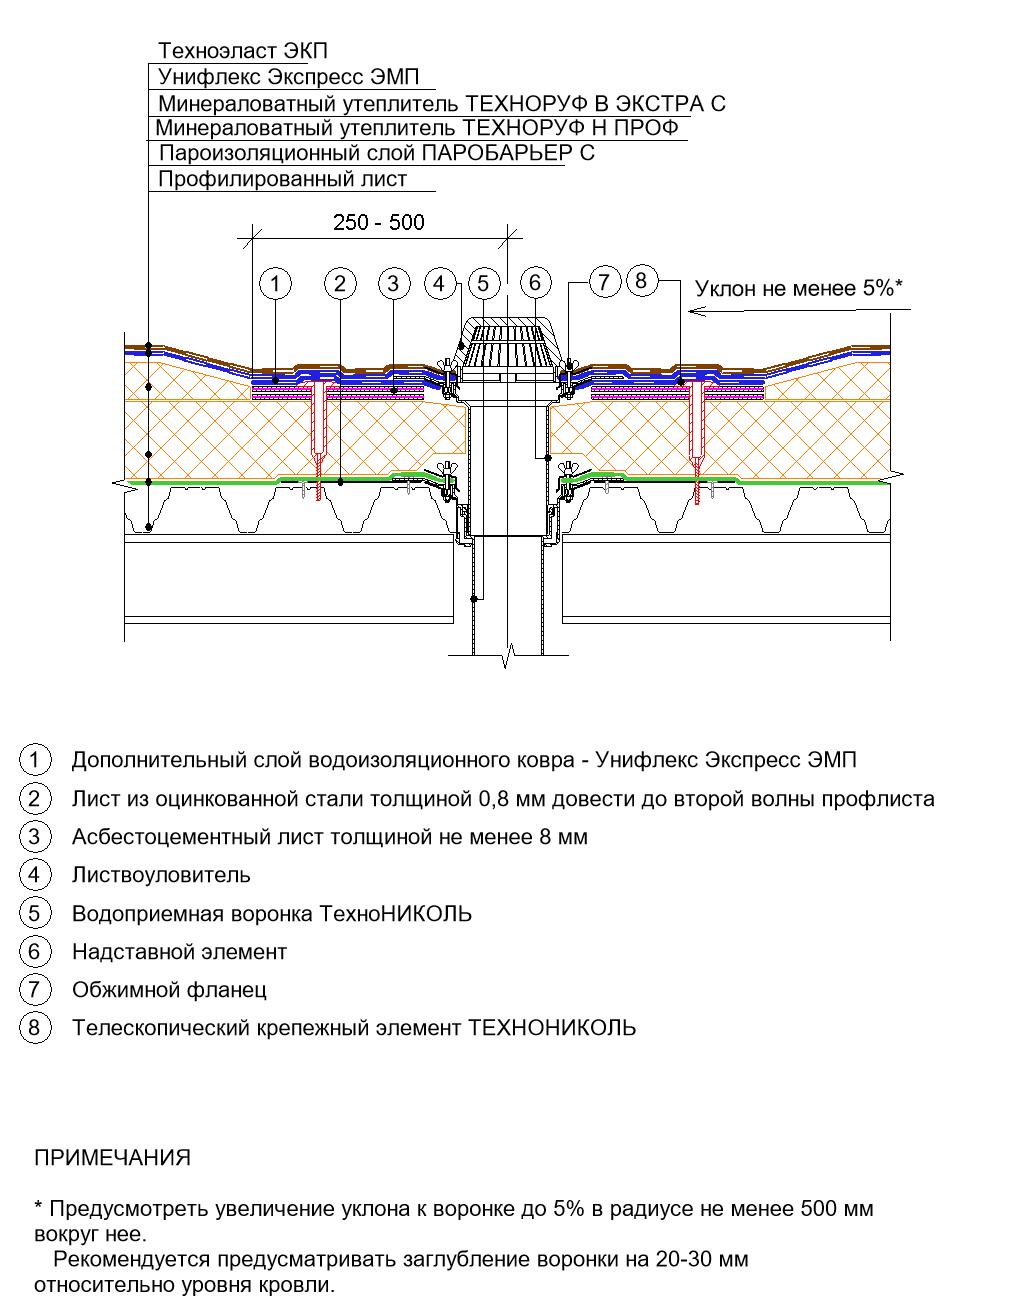 Техноэласт ЭКП
Унифлекс Экспресс ЭМП
Минераловатный утеплитель ТЕХНОРУФ В ЭКСТРА С
Минераловатный утеплитель ТЕХНОРУФ Н ПРОФ
Пароизоляционный слой ПАРОБАРЬЕР С
Профилированный лист
250 - 500
1 2 3 4 5 6 7 8
Уклон не менее 5%*
1 Дополнительный слой водоизоляционного ковра - Унифлекс Экспресс ЭМП
2 Лист из оцинкованной стали толщиной 0,8 мм довести до второй волны профлиста
3 Асбестоцементный лист толщиной не менее 8 мм
4 Листвоуловитель
5 Водоприемная воронка ТехноНИКОЛЬ
6 Надставной элемент
7 Обжимной фланец
8 Телескопический крепежный элемент ТЕХНОНИКОЛЬ
ПРИМЕЧАНИЯ
* Предусмотреть увеличение уклона к воронке до 5% в радиусе не менее 500 мм
вокруг нее.
Рекомендуется предусматривать заглубление воронки на 20-30 мм
относительно уровня кровли.